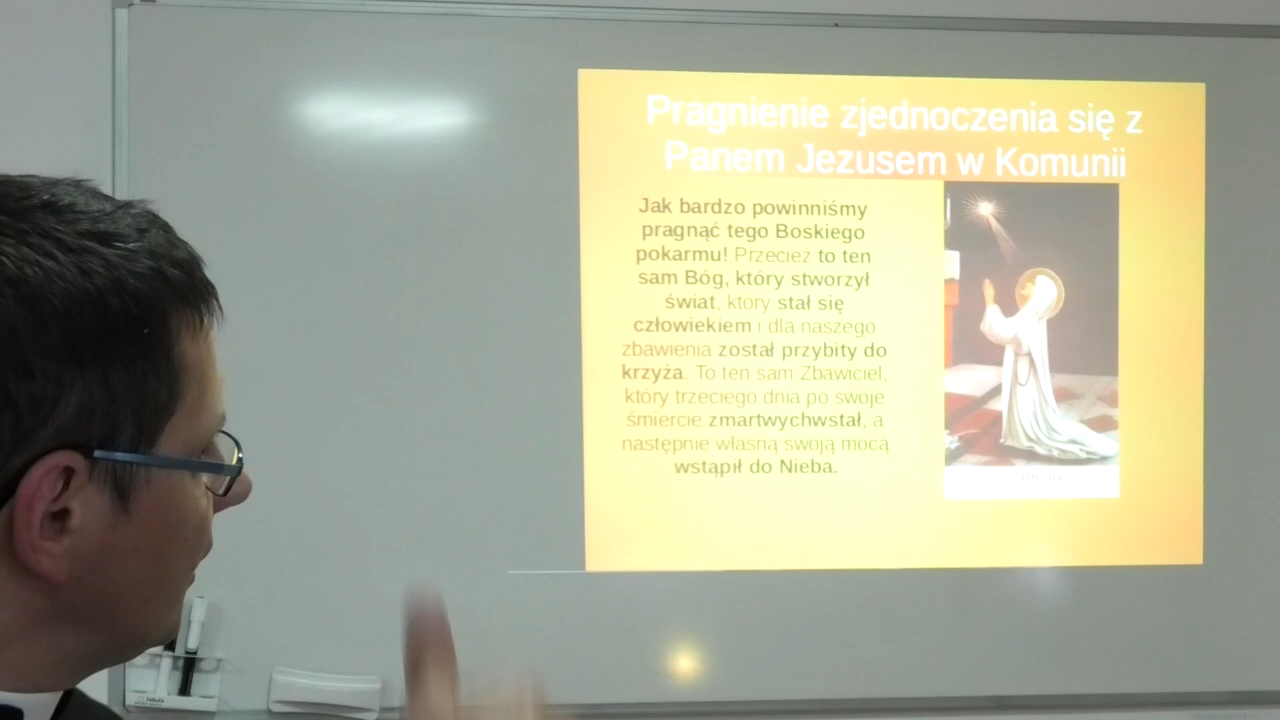 Pragnienie zjednoczenia się z
Panem Jezusem w Komunii
Jak bardzo powinniśmy
pragnąć tego Boskiego
pokarmu! Przecież to ten
sam Bóg, który stworzył
świat, który stał się
człowiekiem i dla naszego
zbawienia został przybity do
krzyża. To ten sam Zbawiciel,
który trzeciego dnia po swoje
śmiercie zmartwychwstał, a
następnie własną swoją mocą
wstąpił do Nieba.